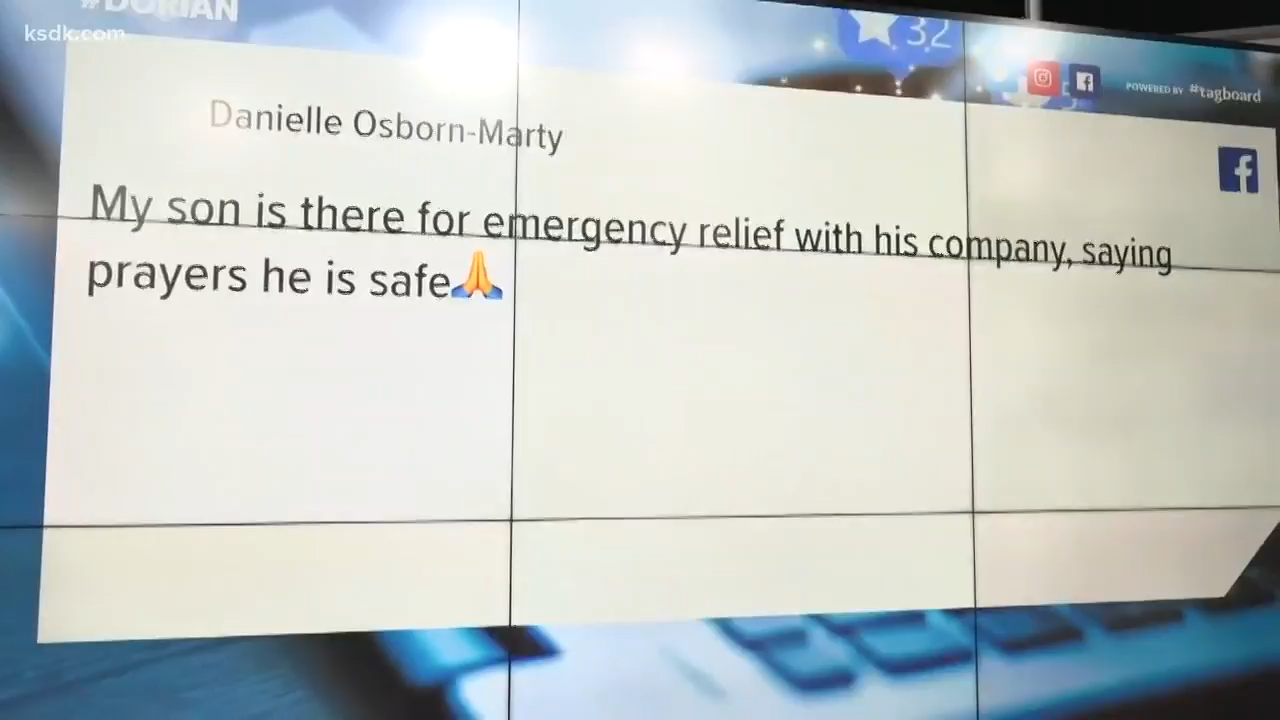 #DORIAN
ksdk.com
32
POWERED BY #tagboard
Danielle Osborn-Marty
My son is there for emergency relief with his company, saying
prayers he is safe🙏